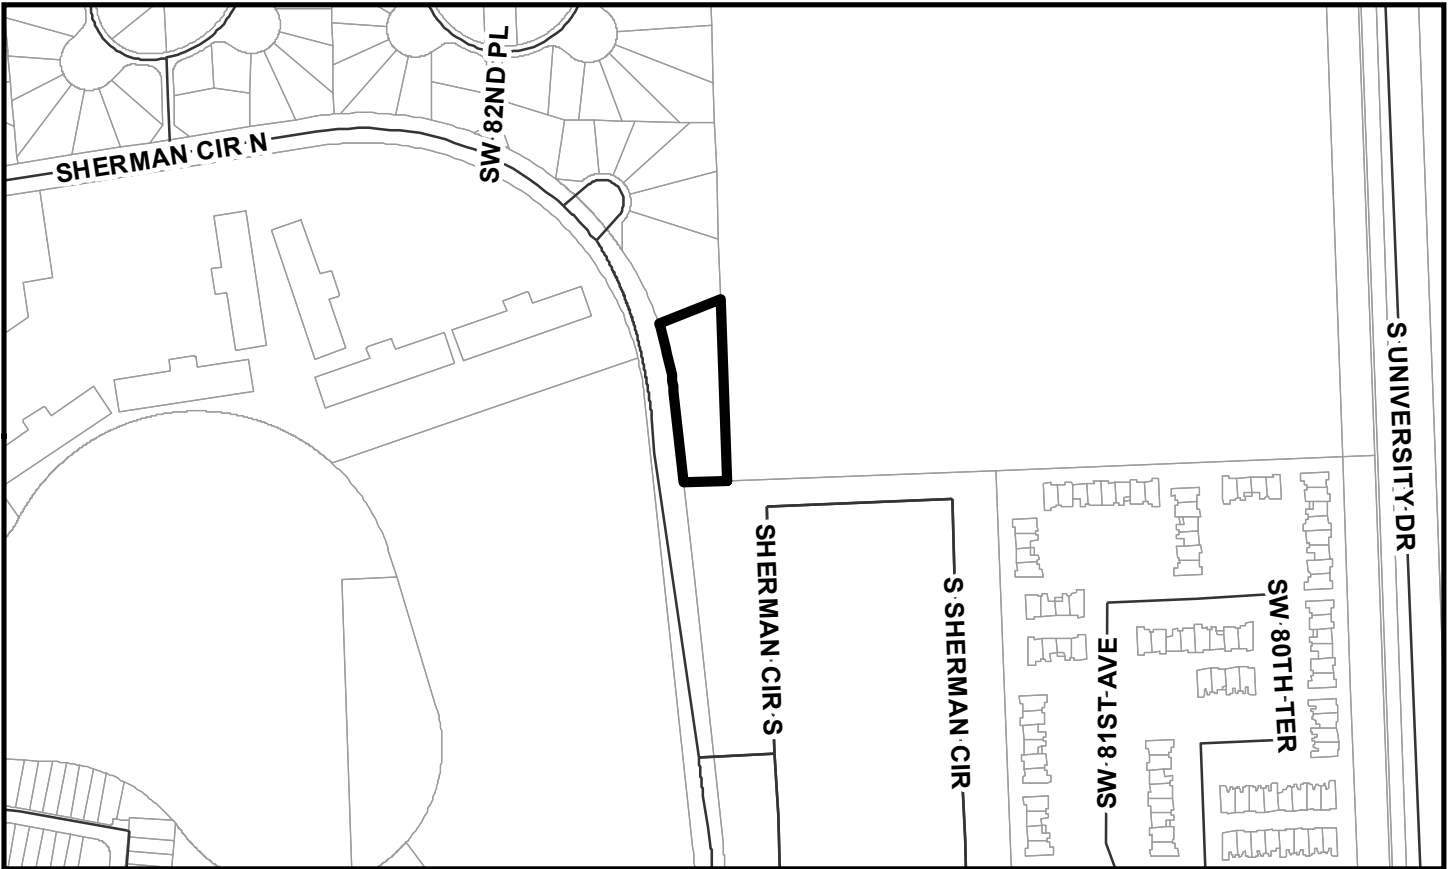 SW 82ND PL
SHERMAN CIR N
S UNIVERSITY DR
SHERMAN CIR S
S SHERMAN CIR
SW 81ST AVE
SW 80TH TER